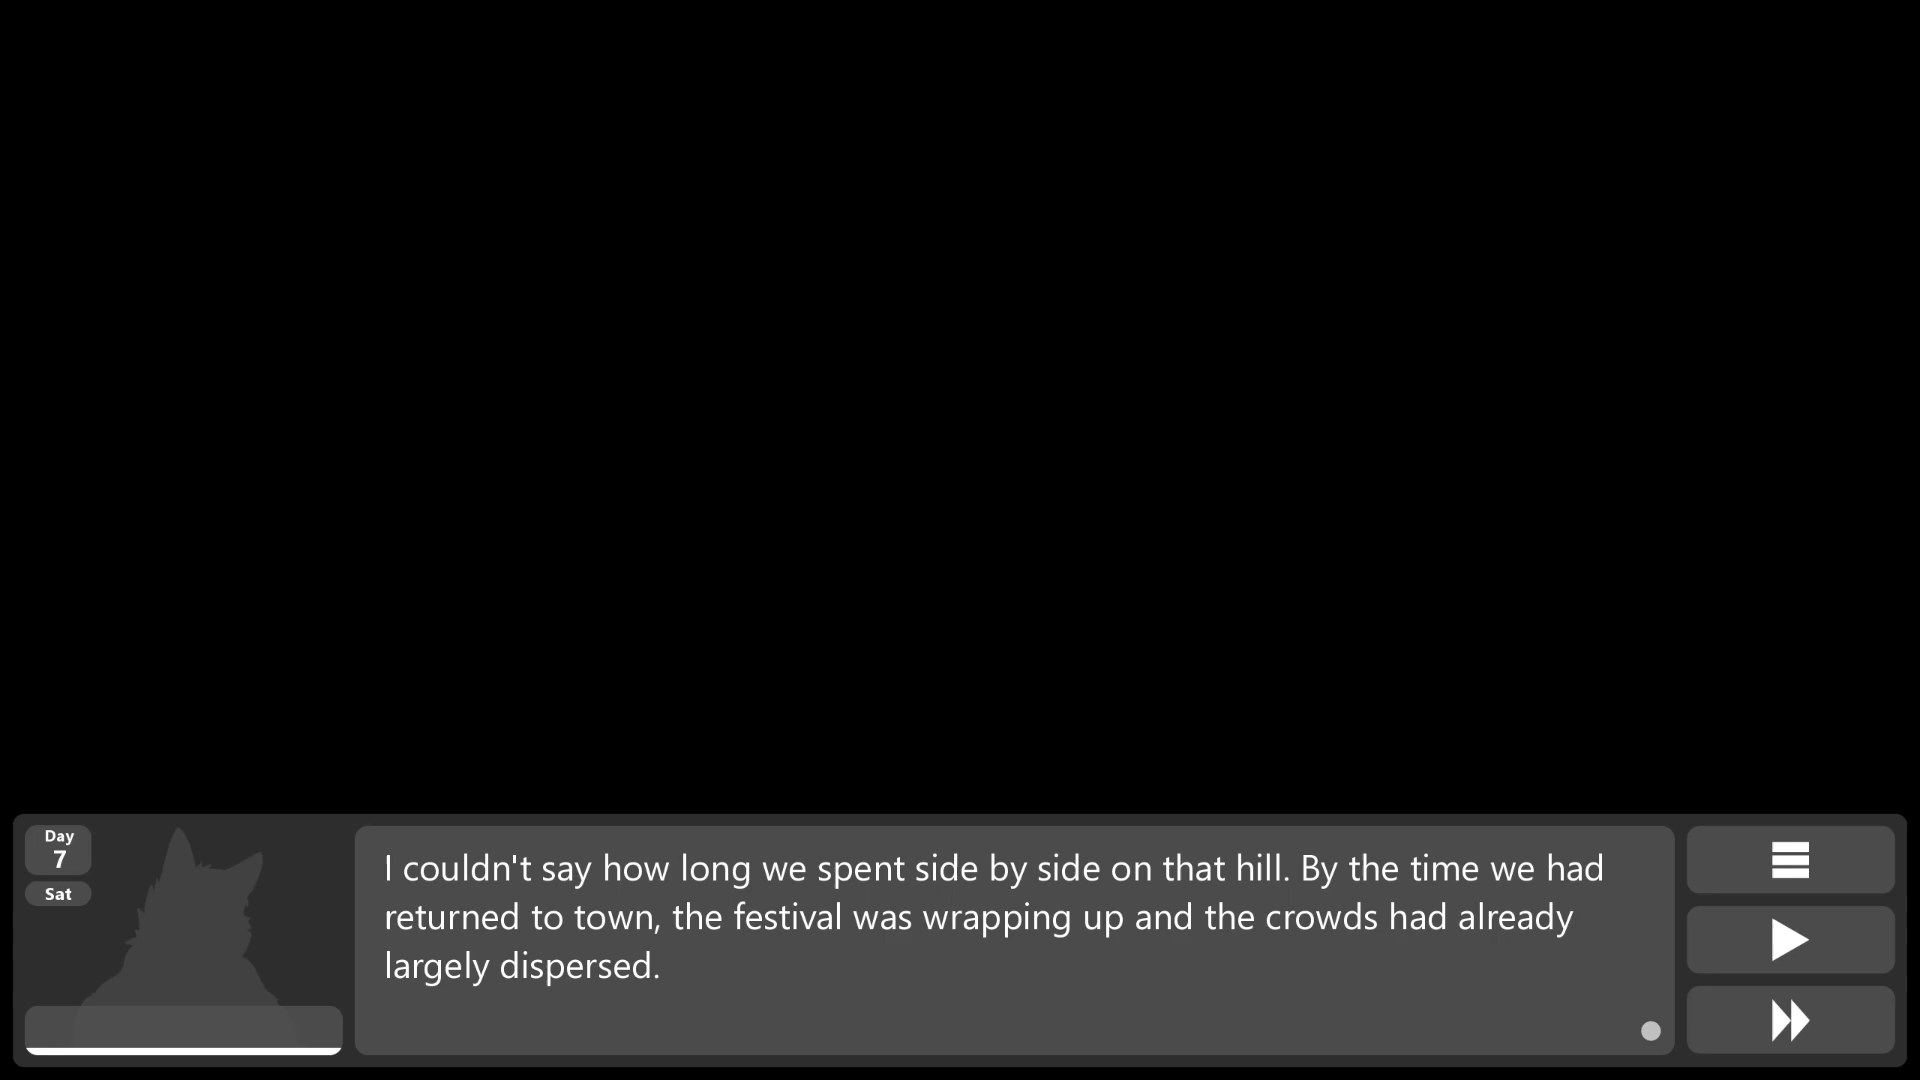 Day
7
Sat
I couldn't say how long we spent side by side on that hill. By the time we had
returned to town, the festival was wrapping up and the crowds had already
largely dispersed.